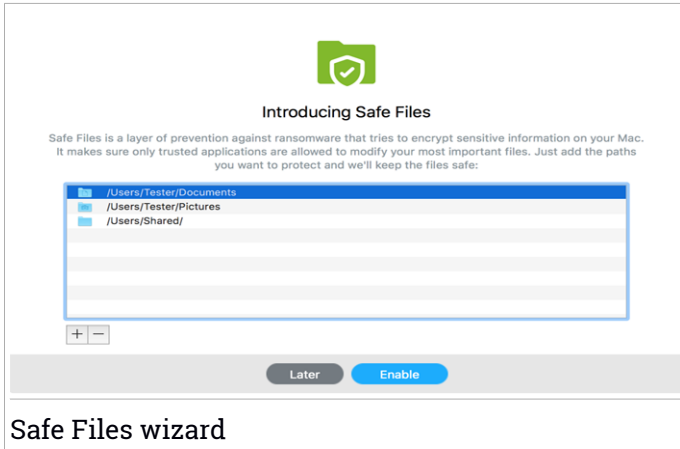 Introducing Safe Files
Safe Files is a layer of prevention against ransomware that tries to encrypt sensitive information on your Mac.
It makes sure only trusted applications are allowed to modify your most important files. Just add the paths
you want to protect and we'll keep the files safe:
/Users/Tester/Documents
/Users/Tester/Pictures
/Users/Shared/
+ −
Later Enable
Safe Files wizard